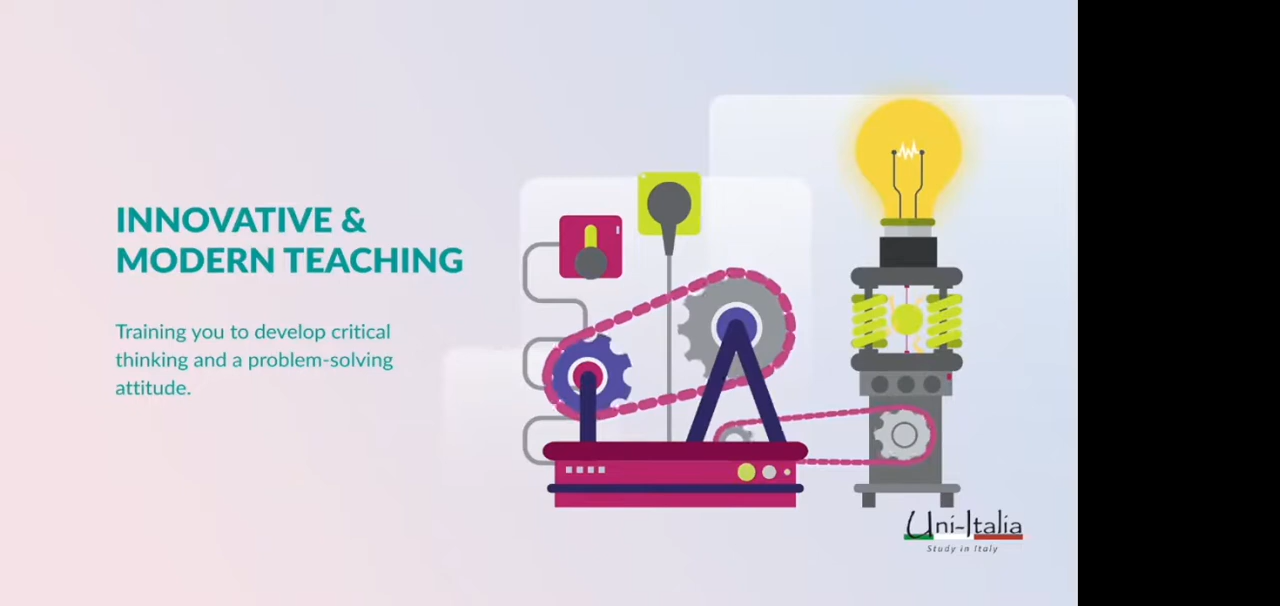 INNOVATIVE &
MODERN TEACHING
Training you to develop critical
thinking and a problem-solving
attitude.
Uni-Italia
Study in Italy